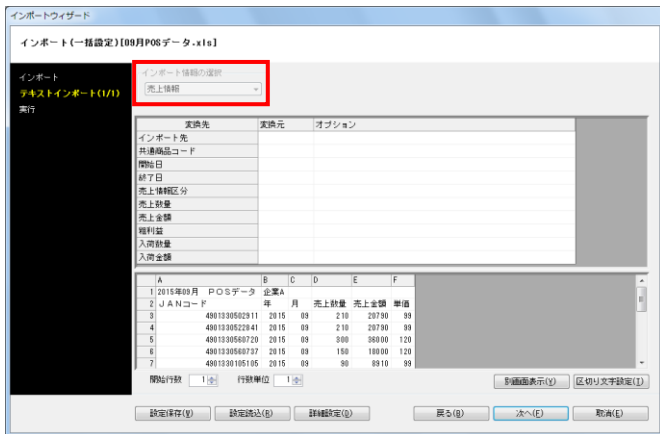 インポートウィザード
インポート(一括設定)[09月POSデータ.xls]
インポート
テキストインポート(1/1)
実行
インポート情報の選択
売上情報
変換先 変換元 オプション
インポート先
共通商品コード
開始日
終了日
売上情報区分
売上数量
売上金額
粗利益
入荷数量
入荷金額
A B C D E F
1 2015年09月 POSデータ 企業A
2 JANコード 年 月 売上数量 売上金額 単価
3 4901330502911 2015 09 210 20790 99
4 4901330522841 2015 09 210 20790 99
5 4901330560720 2015 09 300 36000 120
6 4901330560737 2015 09 150 18000 120
7 4901330105105 2015 09 90 8910 99
開始行数 1 行数単位 1 別画面表示(Y) 区切り文字設定(I)
設定保存(W) 設定読込(R) 詳細設定(D) 戻る(B) 次へ(F) 取消(E)